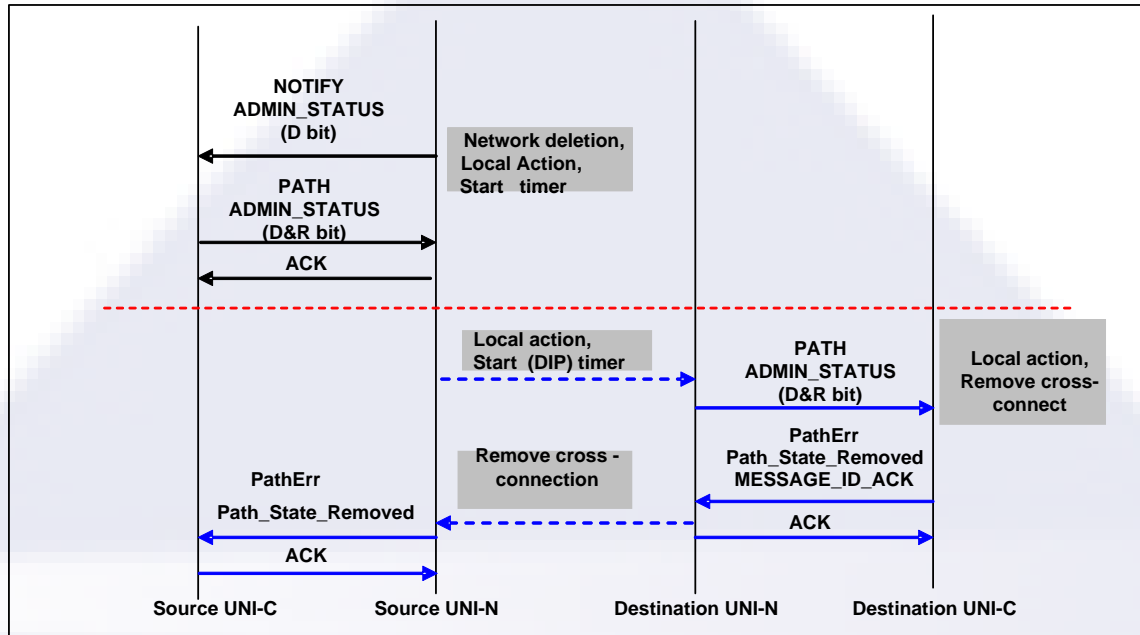 NOTIFY
ADMIN_STATUS
(D bit)
Network deletion,
Local Action,
Start timer
PATH
ADMIN_STATUS
(D&R bit)
ACK
Local action,
Start (DIP) timer
PATH
ADMIN_STATUS
(D&R bit)
Local action,
Remove cross-
connect
PathErr
Path_State_Removed
MESSAGE_ID_ACK
Remove cross -
connection
PathErr
Path_State_Removed
ACK
ACK
Source UNI-C
Source UNI-N
Destination UNI-N
Destination UNI-C